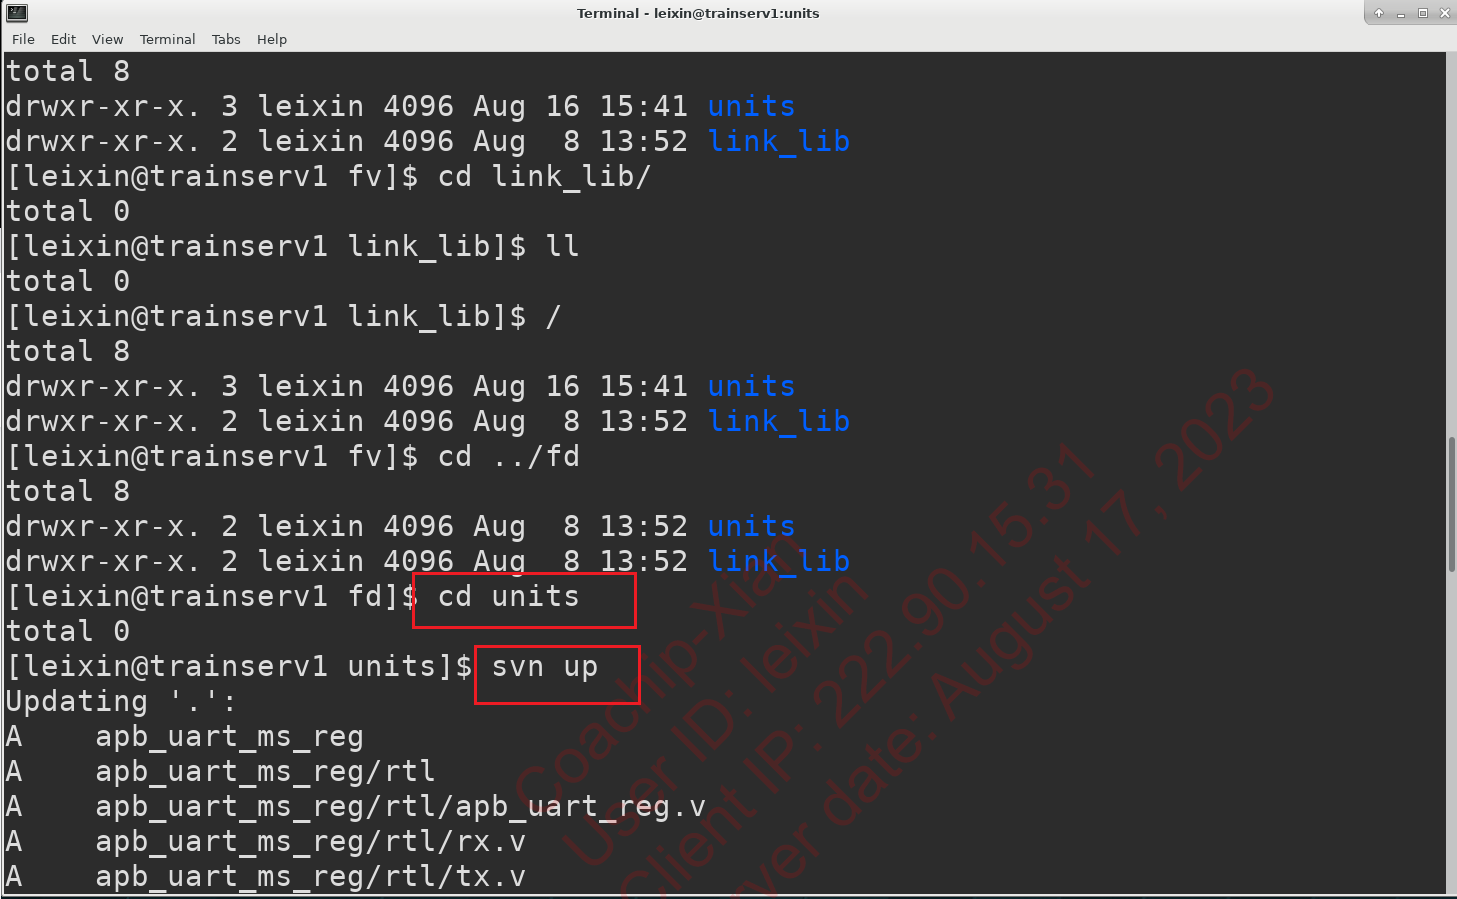 Terminal - leixin@trainserv1:units
File Edit View Terminal Tabs Help
total 8
drwxr-xr-x. 3 leixin 4096 Aug 16 15:41 units
drwxr-xr-x. 2 leixin 4096 Aug  8 13:52 link_lib
[leixin@trainserv1 fv]$ cd link_lib/
total 0
[leixin@trainserv1 link_lib]$ ll
total 0
[leixin@trainserv1 link_lib]$ /
total 8
drwxr-xr-x. 3 leixin 4096 Aug 16 15:41 units
drwxr-xr-x. 2 leixin 4096 Aug  8 13:52 link_lib
[leixin@trainserv1 fv]$ cd ../fd
total 8
drwxr-xr-x. 2 leixin 4096 Aug  8 13:52 units
drwxr-xr-x. 2 leixin 4096 Aug  8 13:52 link_lib
[leixin@trainserv1 fd]$ cd units
total 0
[leixin@trainserv1 units]$ svn up
Updating '.':
A    apb_uart_ms_reg
A    apb_uart_ms_reg/rtl
A    apb_uart_ms_reg/rtl/apb_uart_reg.v
A    apb_uart_ms_reg/rtl/rx.v
A    apb_uart_ms_reg/rtl/tx.v
Coachip-Xian
User ID: leixin
Client IP: 222.90.15.31
rver date: August 17, 2023